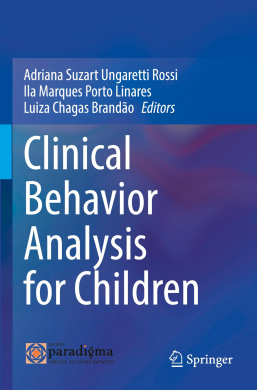 Adriana Suzart Ungaretti Rossi
Ila Marques Porto Linares
Luiza Chagas Brandão Editors
Clinical
Behavior
Analysis
for Children
paradigma
Springer